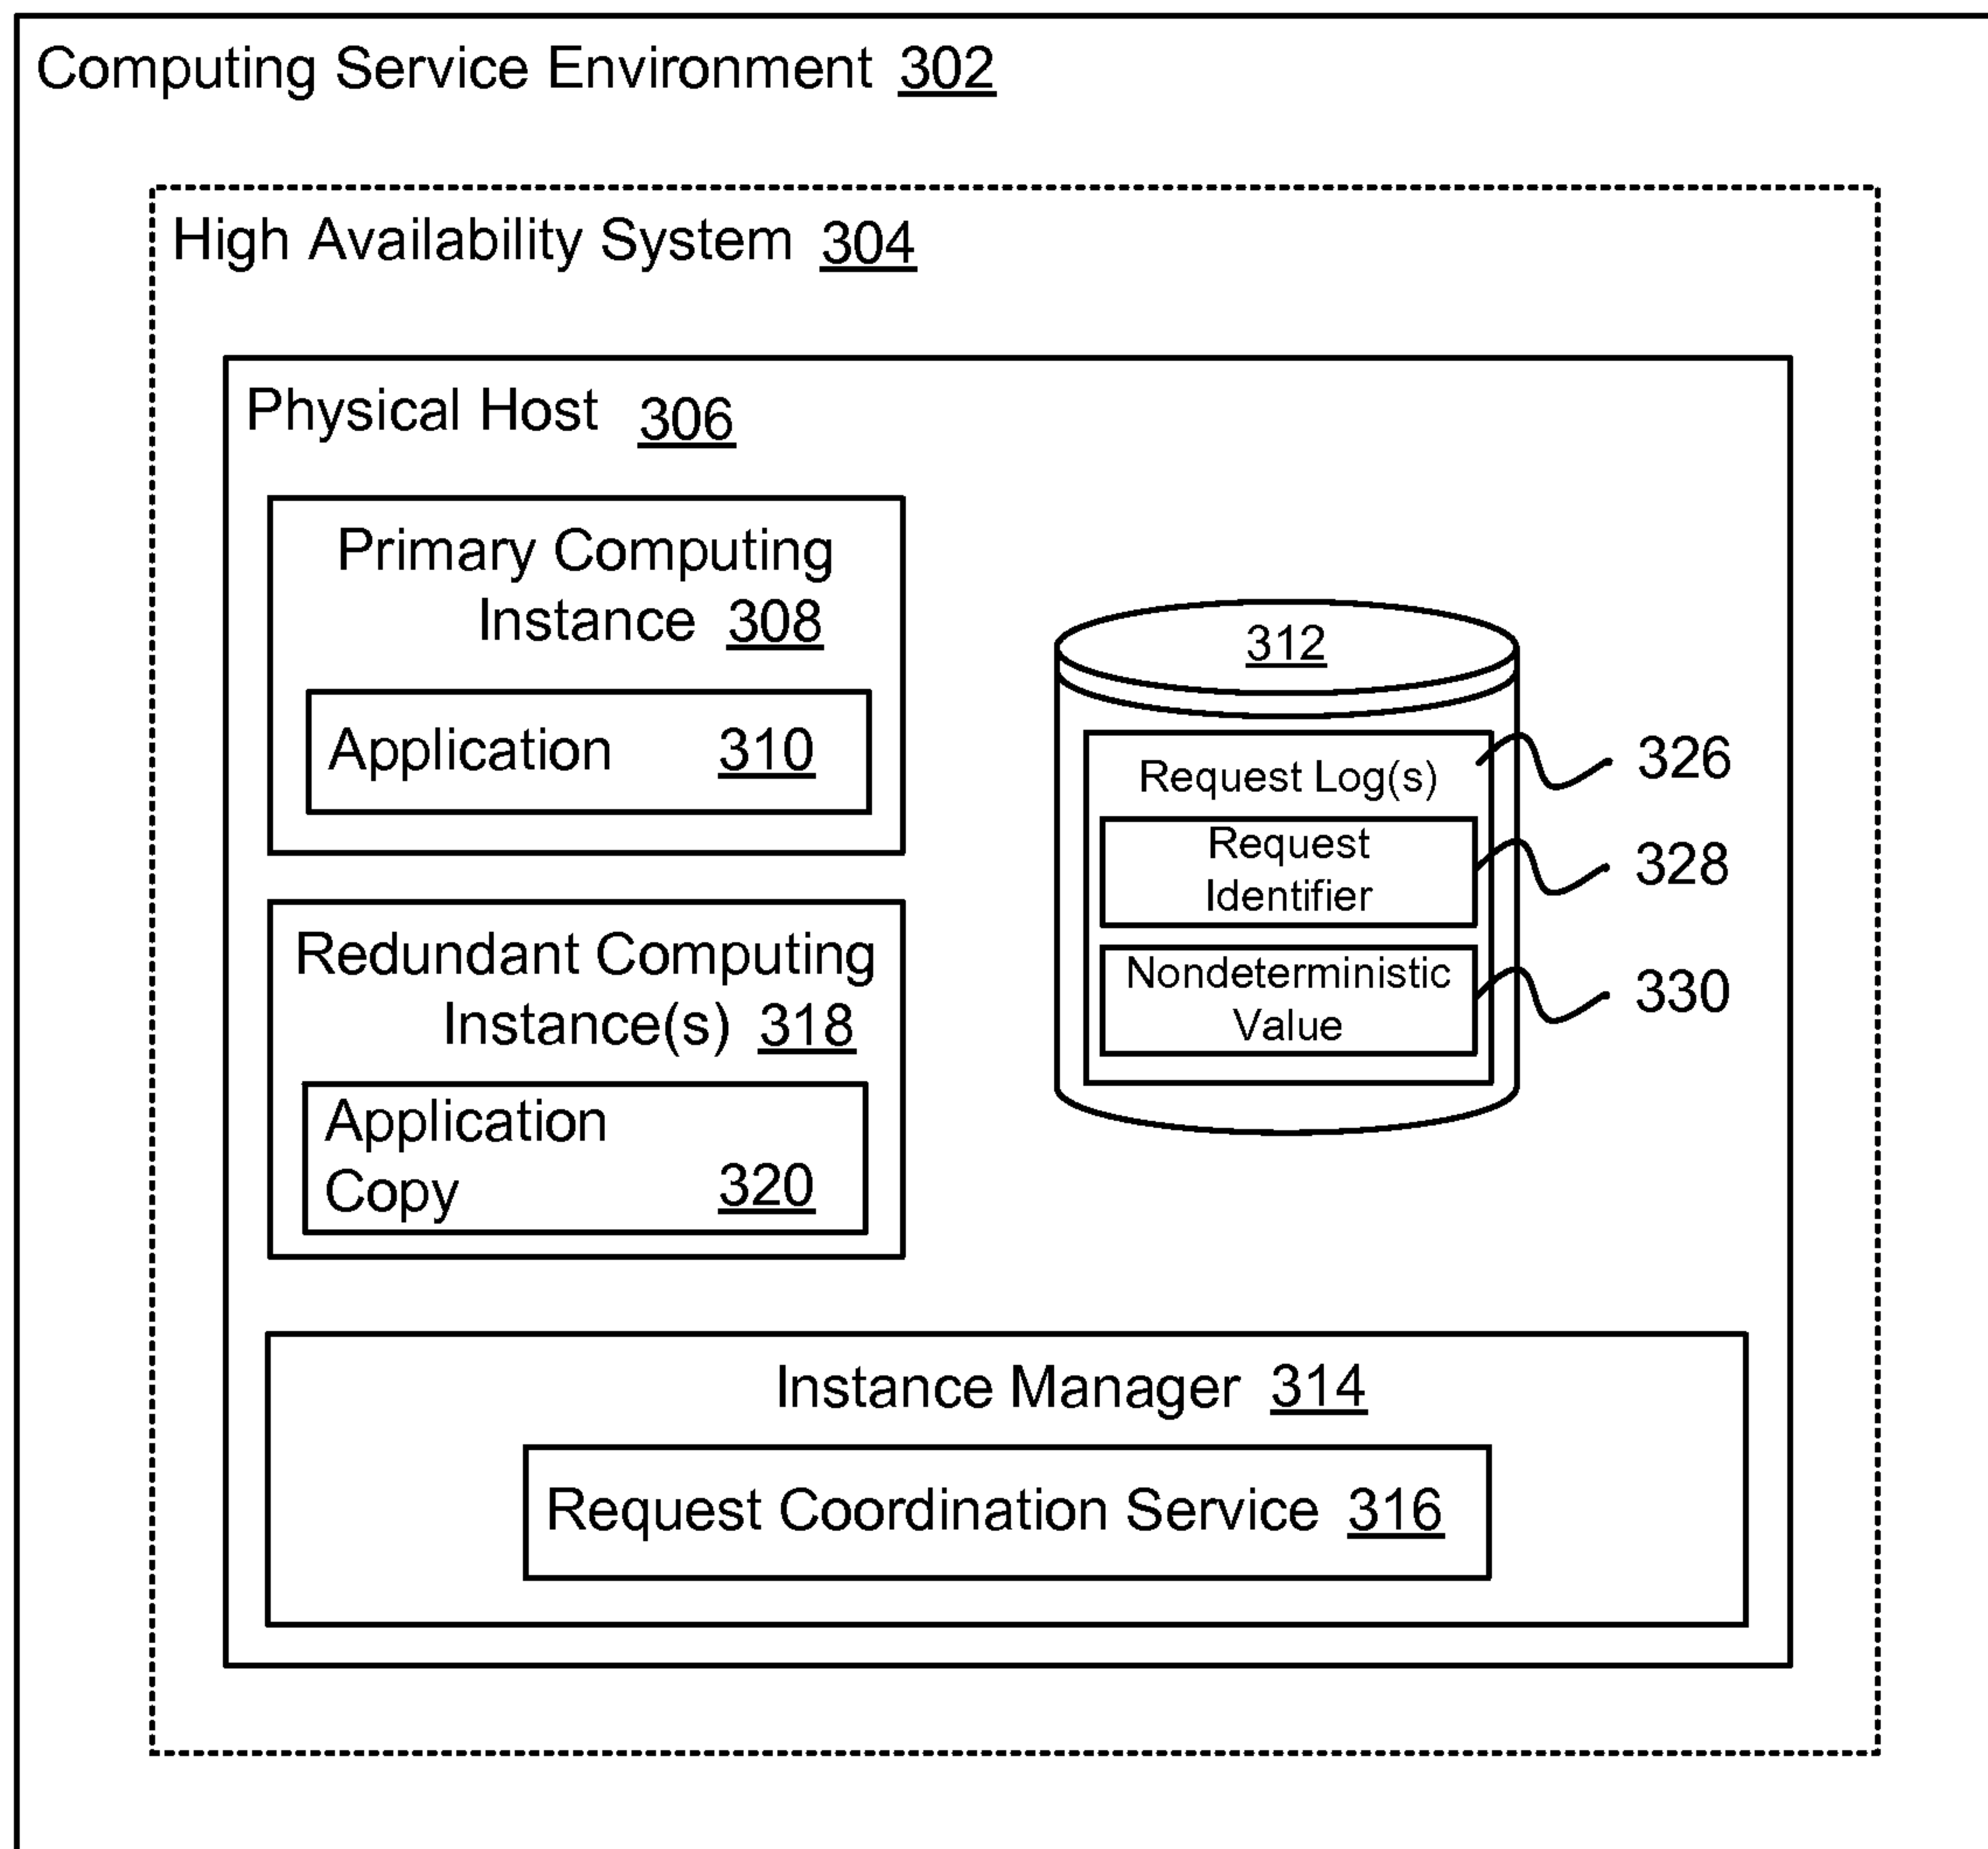 Computing Service Environment 302
High Availability System 304
Physical Host 306
Primary Computing
Instance 308
Application 310
312
Request Log(s)
326
Request
Identifier
328
Nondeterministic
Value
330
Redundant Computing
Instance(s) 318
Application
Copy 320
Instance Manager 314
Request Coordination Service 316